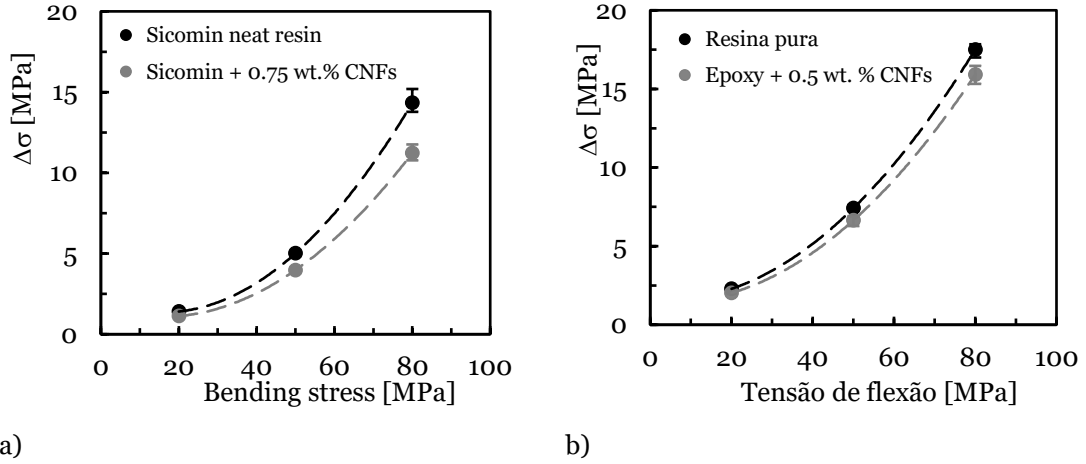 20
15
10
5
0
Δσ [MPa]
Sicomin neat resin
Sicomin + 0.75 wt.% CNFs
0 20 40 60 80 100
Bending stress [MPa]
a)
20
15
10
5
0
Δσ [MPa]
Resina pura
Epoxy + 0.5 wt. % CNFs
0 20 40 60 80 100
Tensão de flexão [MPa]
b)